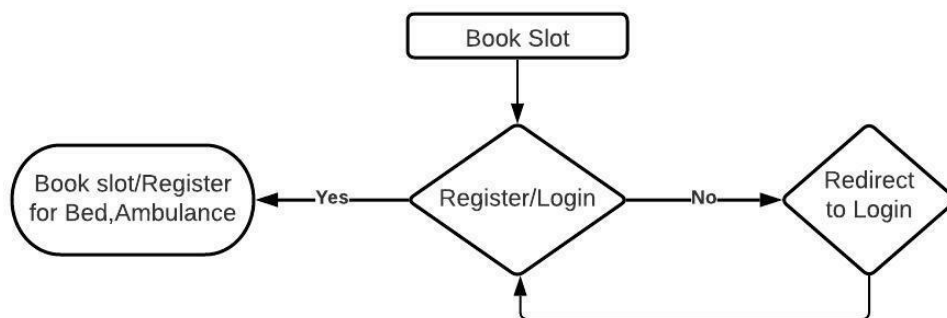 Book Slot
Book slot/Register
for Bed,Ambulance
Yes
Register/Login
No
Redirect
to Login